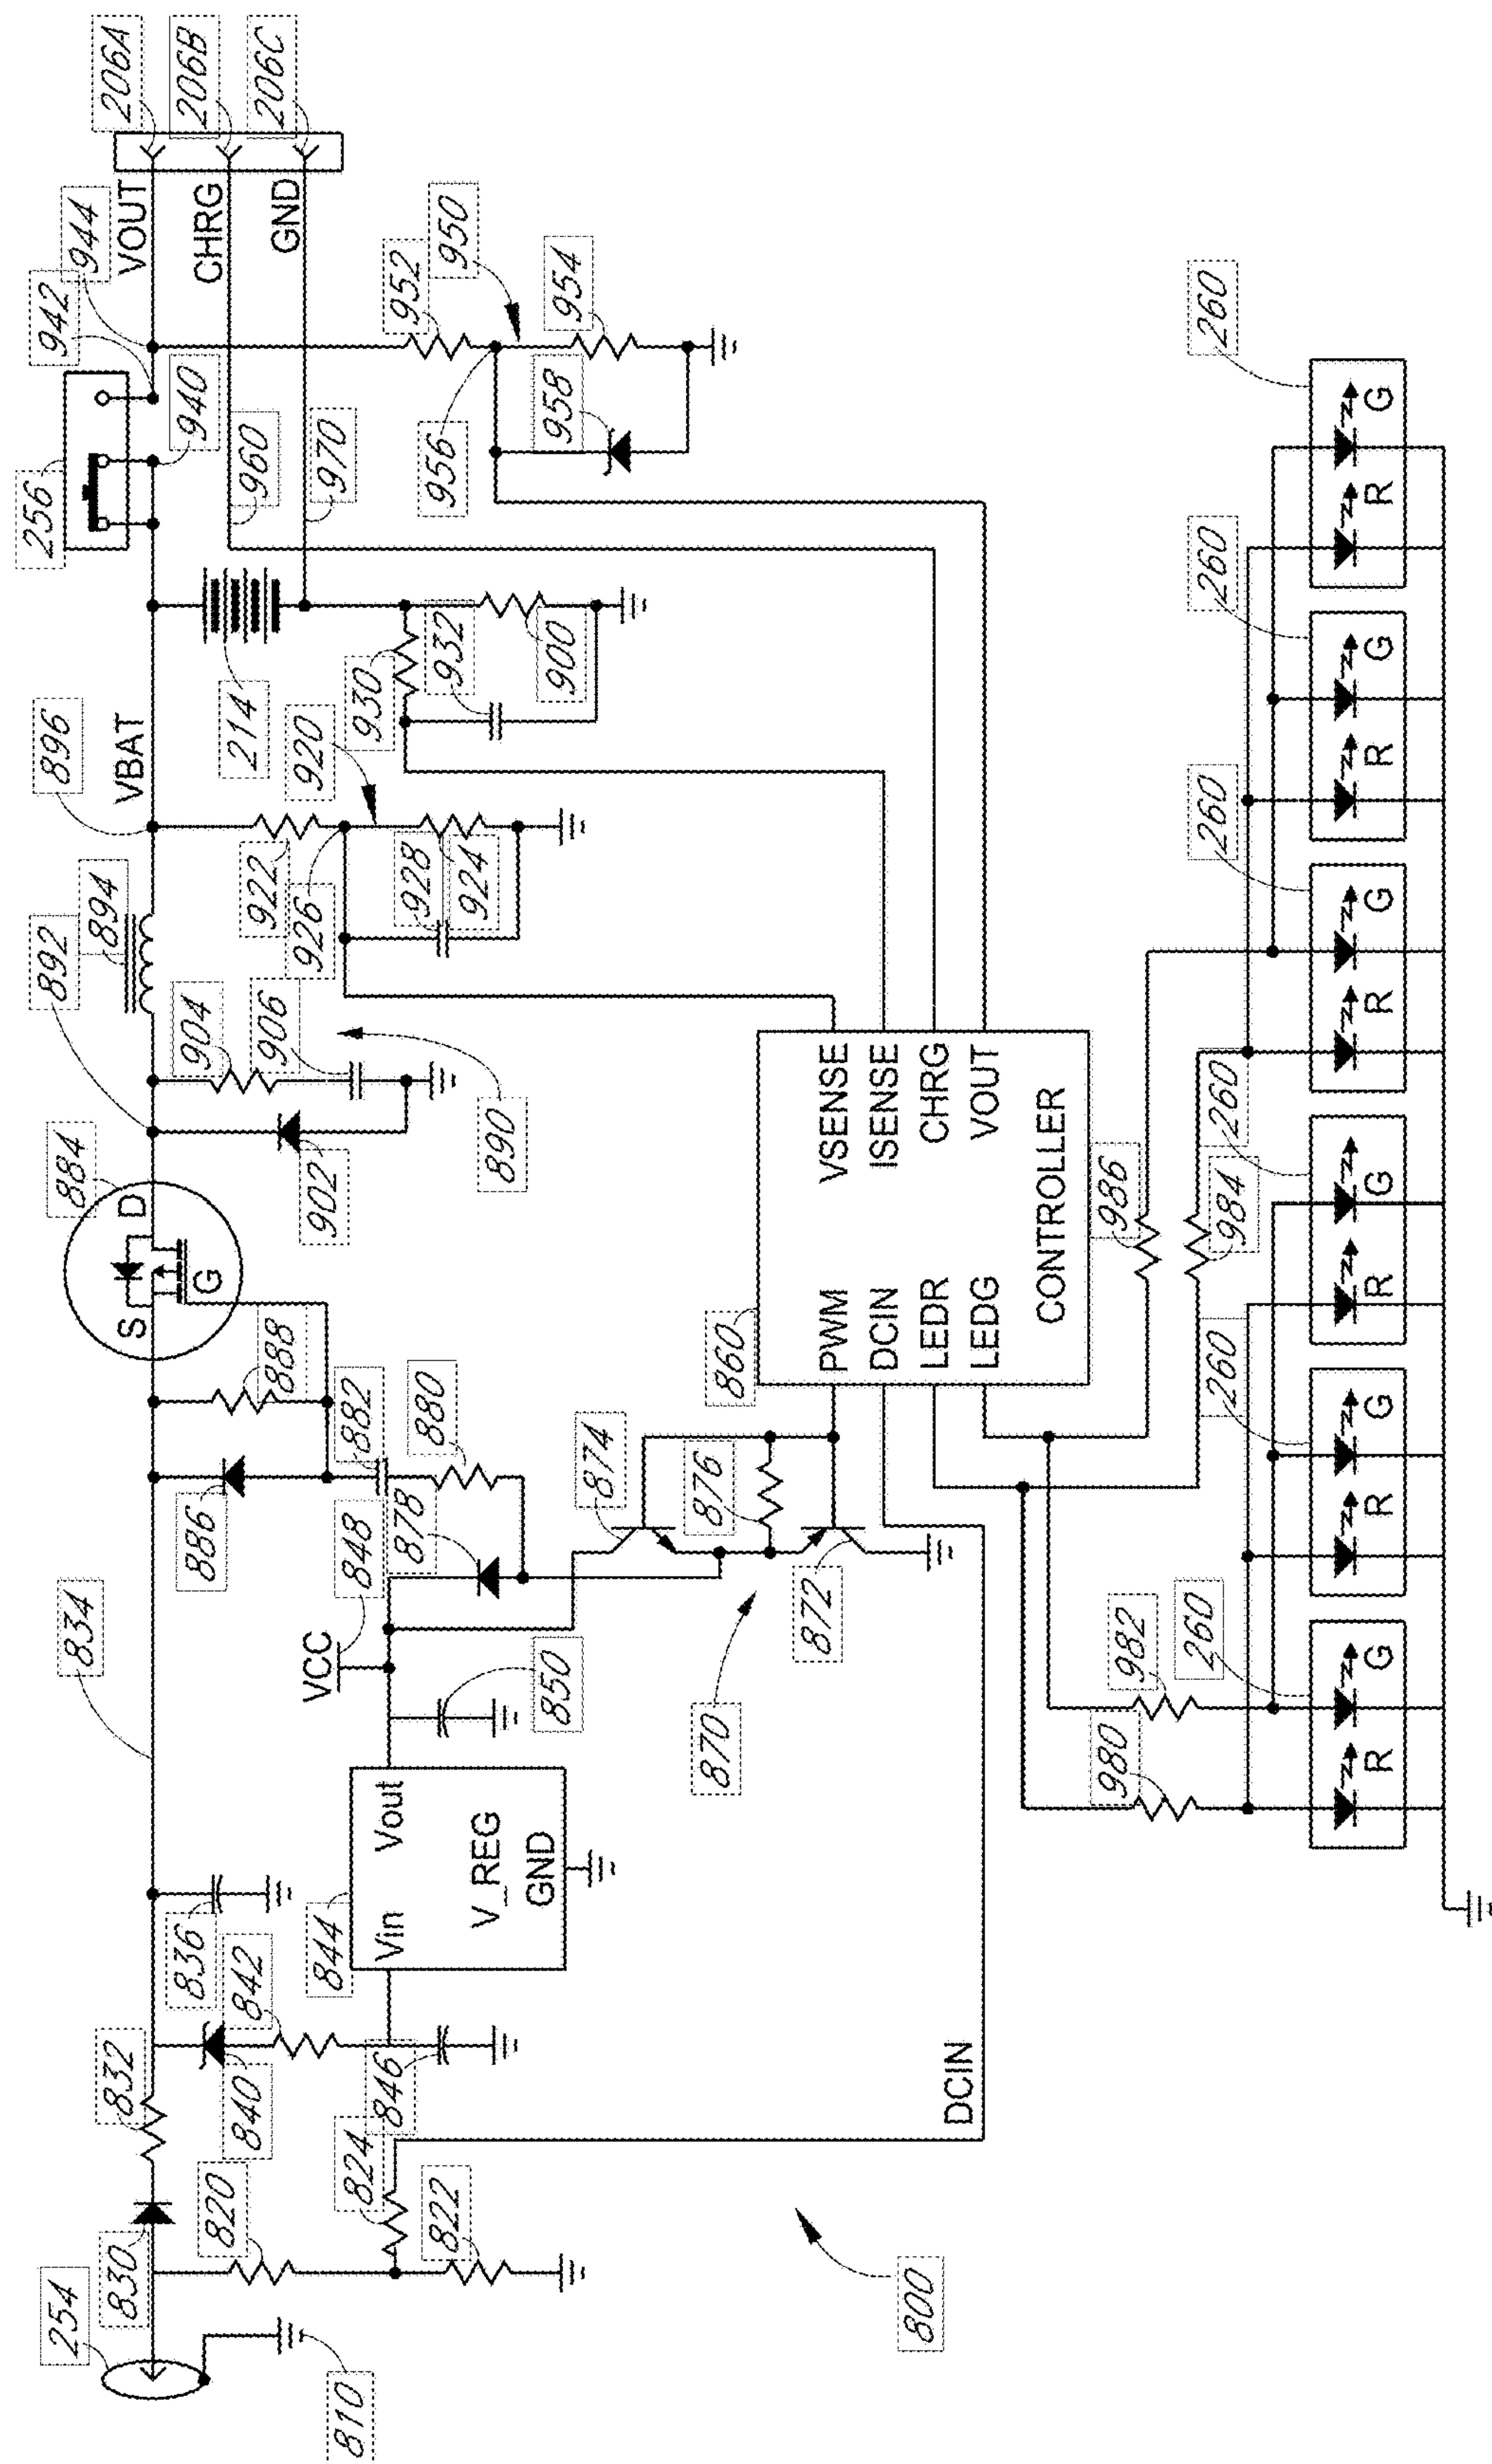 254
830
832
834
884
892
894
896
256
942
944
206A
206B
206C
S
D
G
VBAT
VOUT
CHRG
GND
940
960
970
810
820
840
842
836
886
888
902
904
906
890
922
926
920
928
924
214
930
932
900
952
950
954
956
958
824
822
846
844
Vin
Vout
V_REG
GND
VCC
848
850
878
882
880
874
876
872
870
860
PWM
DCIN
LEDR
LEDG
VSENSE
ISENSE
CHRG
VOUT
CONTROLLER
DCIN
800
980
982
986
984
260
260
260
260
260
260
R G
R G
R G
R G
R G
R G